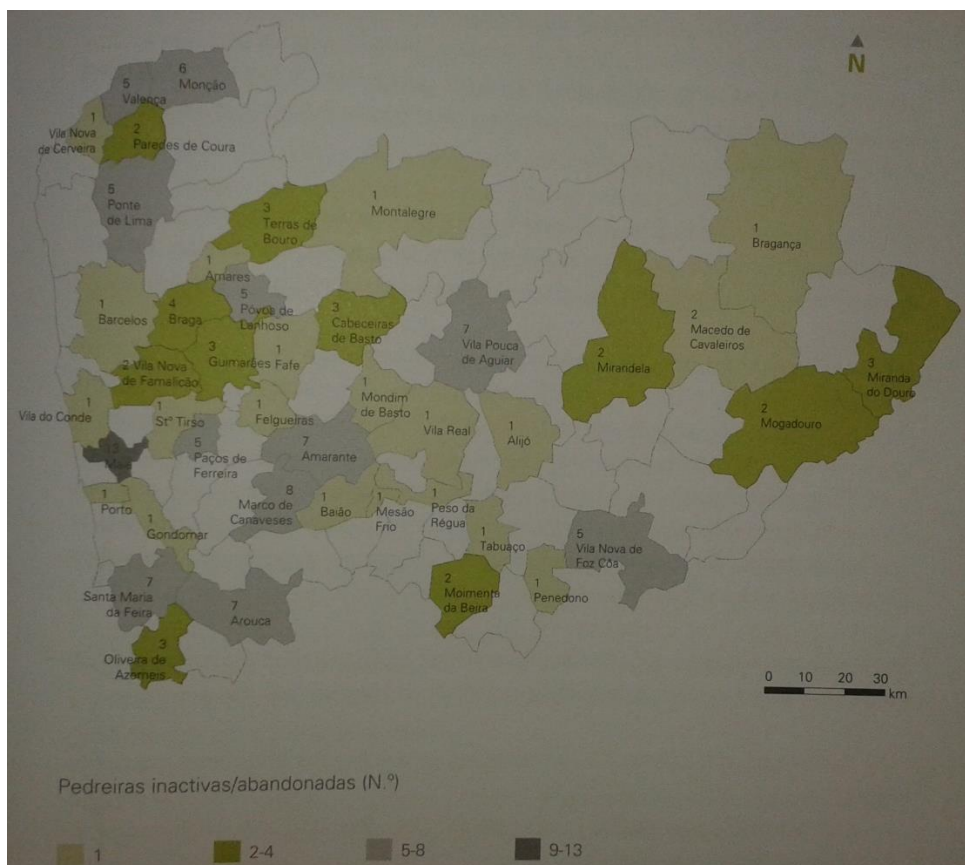 N
6
Monção
5
Valença
1
Vila Nova
de Cerveira
2
Paredes de Coura
5
Ponte
de Lima
3
Terras de
Bouro
1
Montalegre
1
Bragança
1
Amares
5
Póvoa de
Lanhoso
1
Barcelos
4
Braga
3
Guimarães
1
Fafe
3
Cabeceiras
de Basto
7
Vila Pouca
de Aguiar
2
Macedo de
Cavaleiros
2
Mirandela
3
Miranda
do Douro
2 Vila Nova
de Famalicão
2
Mogadouro
1
Vila do Conde
1
Stº Tirso
1
Felgueiras
1
Mondim
de Basto
1
Vila Real
1
Alijó
5
Paços de
Ferreira
7
Amarante
13
Maia
1
Porto
8
Marco de
Canaveses
1
Baião
1
Mesão
Frio
1
Peso da
Régua
1
Gondomar
1
Tabuaço
5
Vila Nova de
Foz Côa
7
Santa Maria
da Feira
7
Arouca
2
Moimenta
da Beira
1
Penedono
3
Oliveira de
Azeméis
0 10 20 30
km
Pedreiras inactivas/abandonadas (N.º)
1 2-4 5-8 9-13